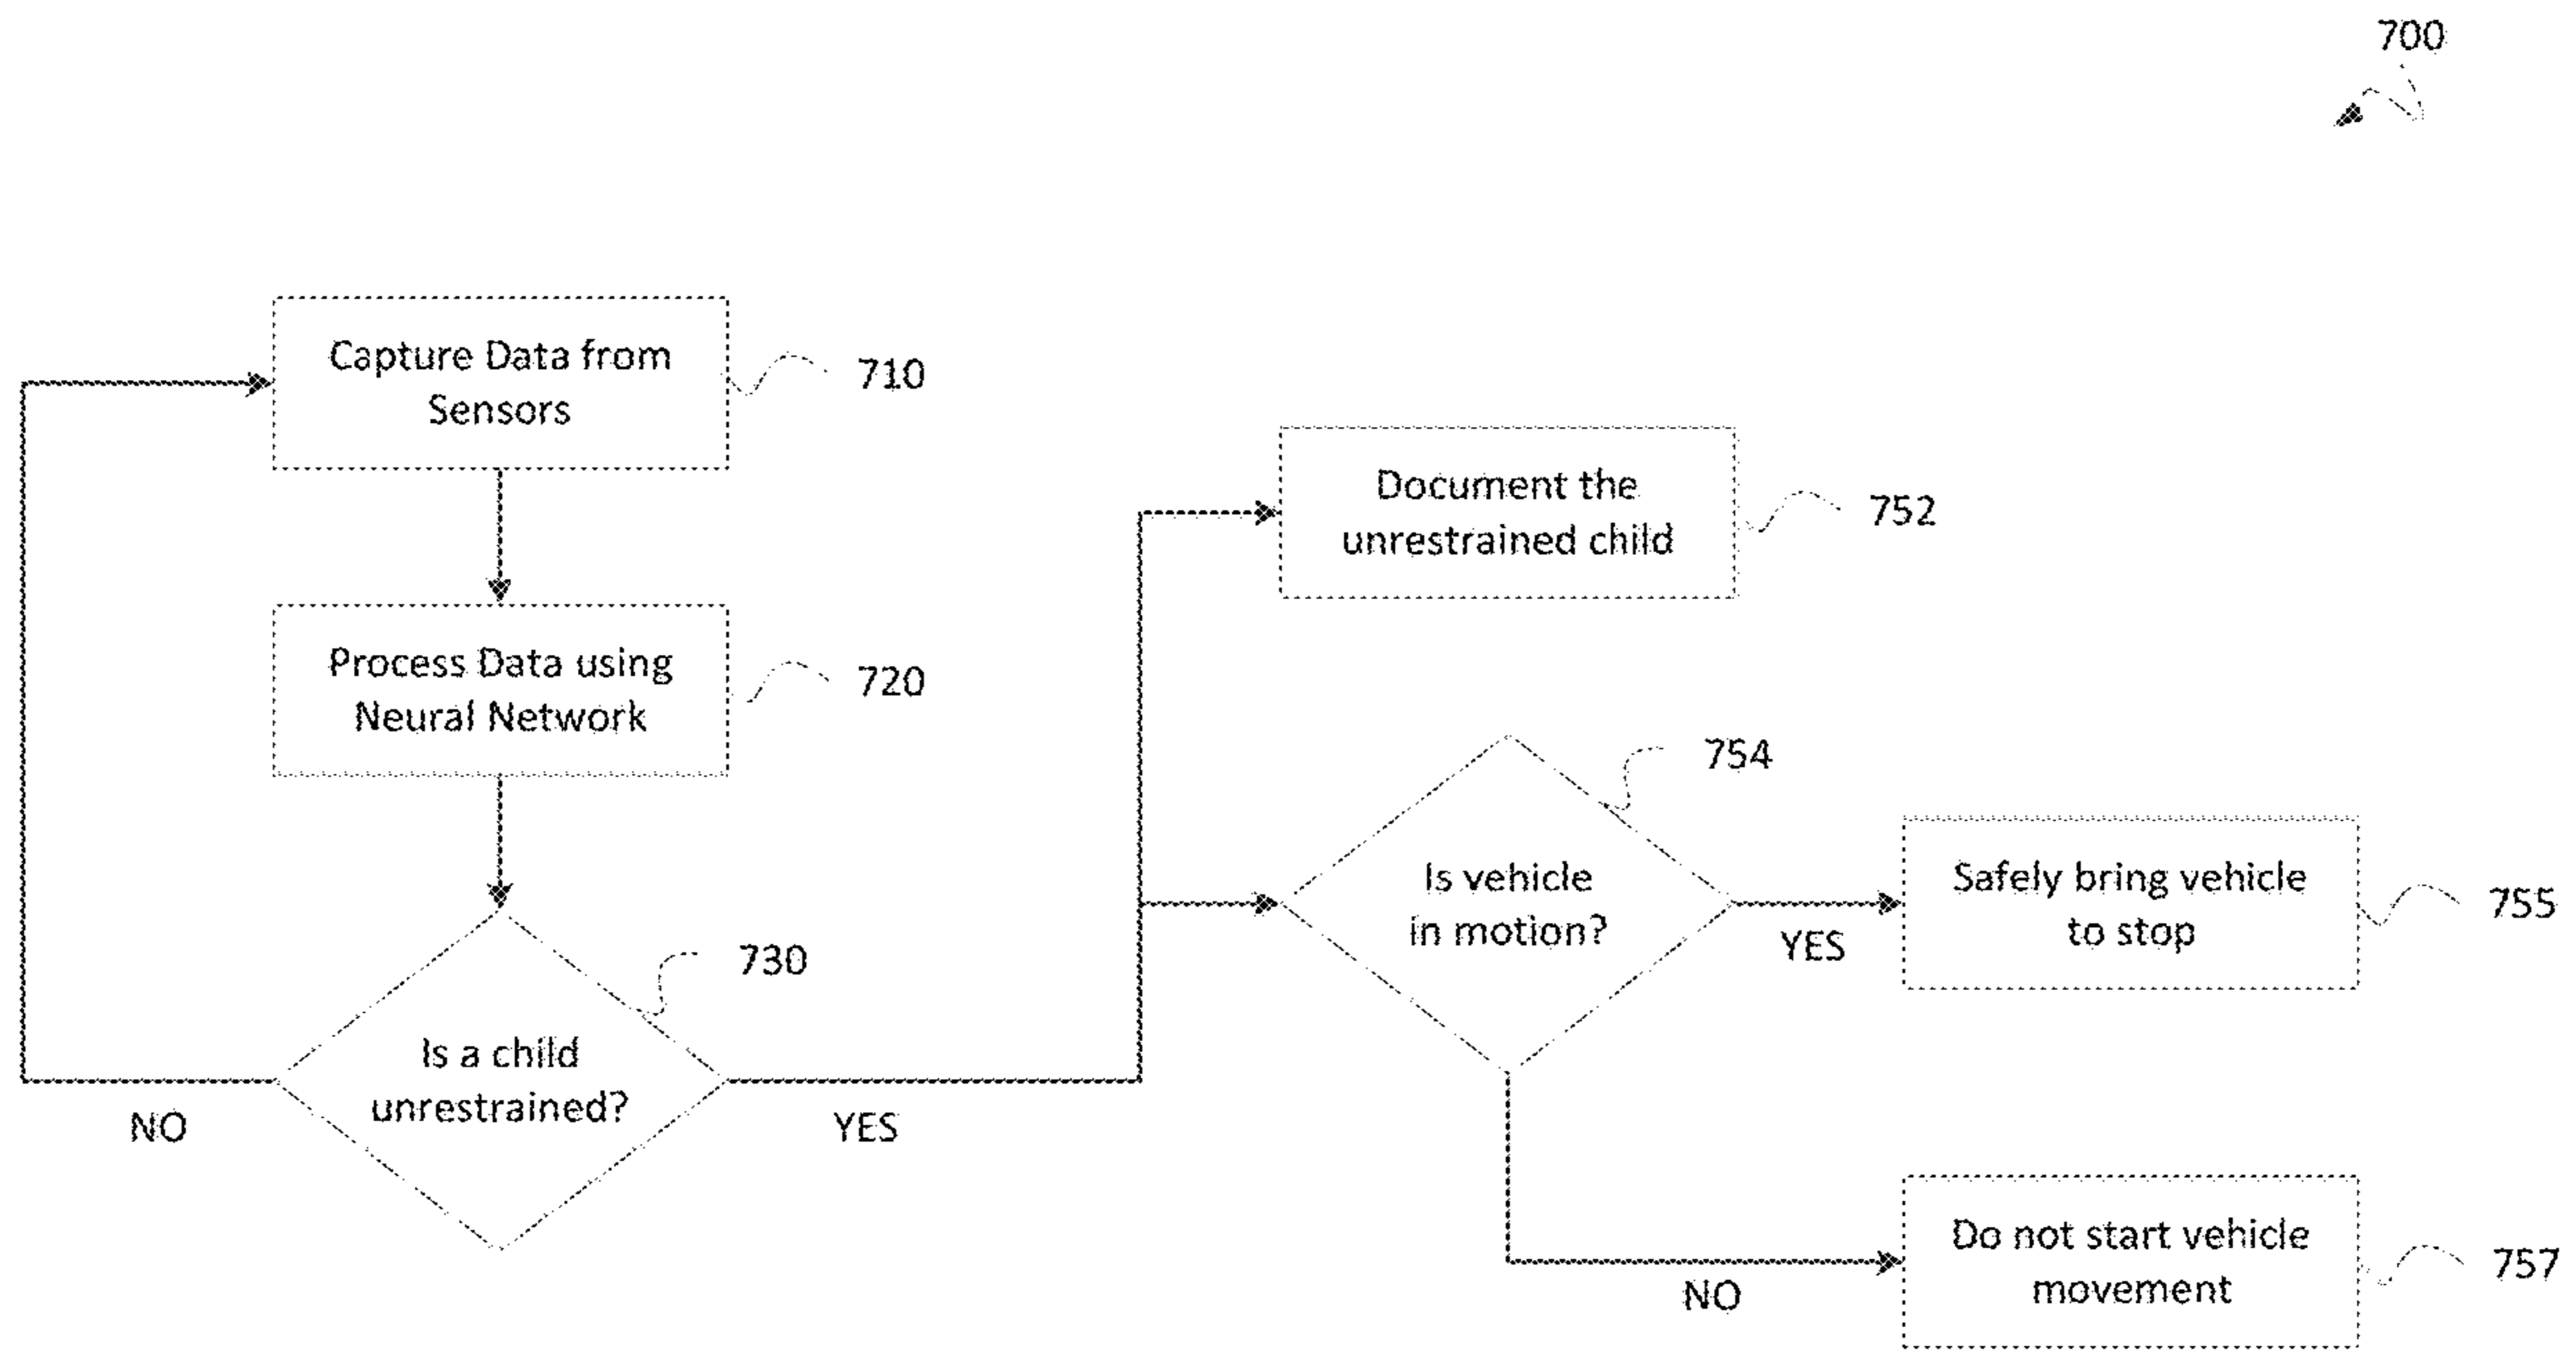 700
Capture Data from
Sensors
710
Document the
unrestrained child
752
Process Data using
Neural Network
720
754
Is vehicle
in motion?
YES
Safely bring vehicle
to stop
755
730
Is a child
unrestrained?
NO
YES
Do not start vehicle
movement
757
NO